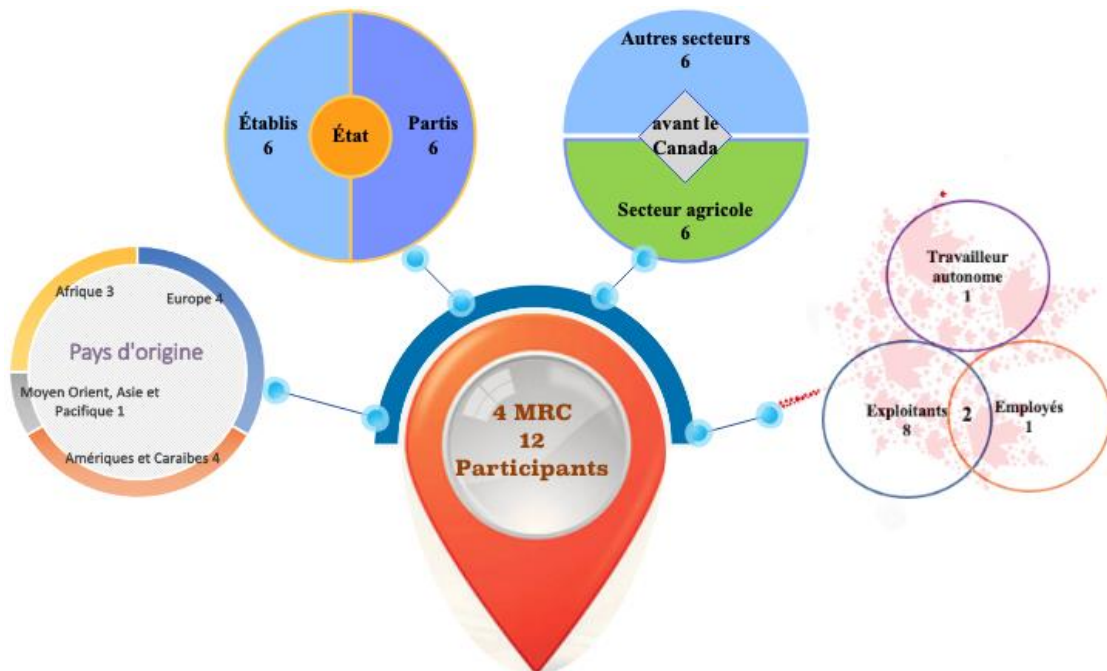 Établis
6
État
Partis
6
Autres secteurs
6
avant le
Canada
Secteur agricole
6
Afrique 3
Europe 4
Pays d'origine
Moyen Orient, Asie et
Pacifique 1
Amériques et Caraibes 4
4 MRC
12
Participants
Travailleur
autonome
1
Exploitants
8
2
Employés
1